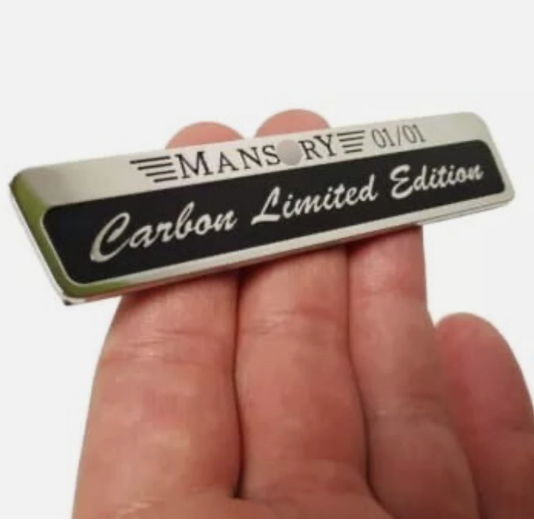 MANSORY 01/01
Carbon Limited Edition